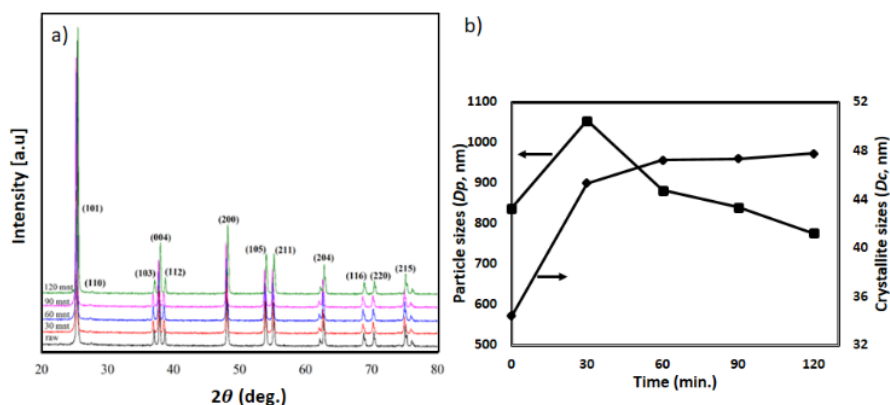 a)
Intensity [a.u]
(101)
(110)
(103)
(004)
(112)
(200)
(105)
(211)
(204)
(116)
(220)
(215)
120 mnt
90 mnt
60 mnt
30 mnt
raw
20 30 40 50 60 70 80
2θ (deg.)
b)
Particle sizes (Dp, nm)
1100
1000
900
800
700
600
500
52
48
44
40
36
32
Crystallite sizes (Dc, nm)
0 30 60 90 120
Time (min.)